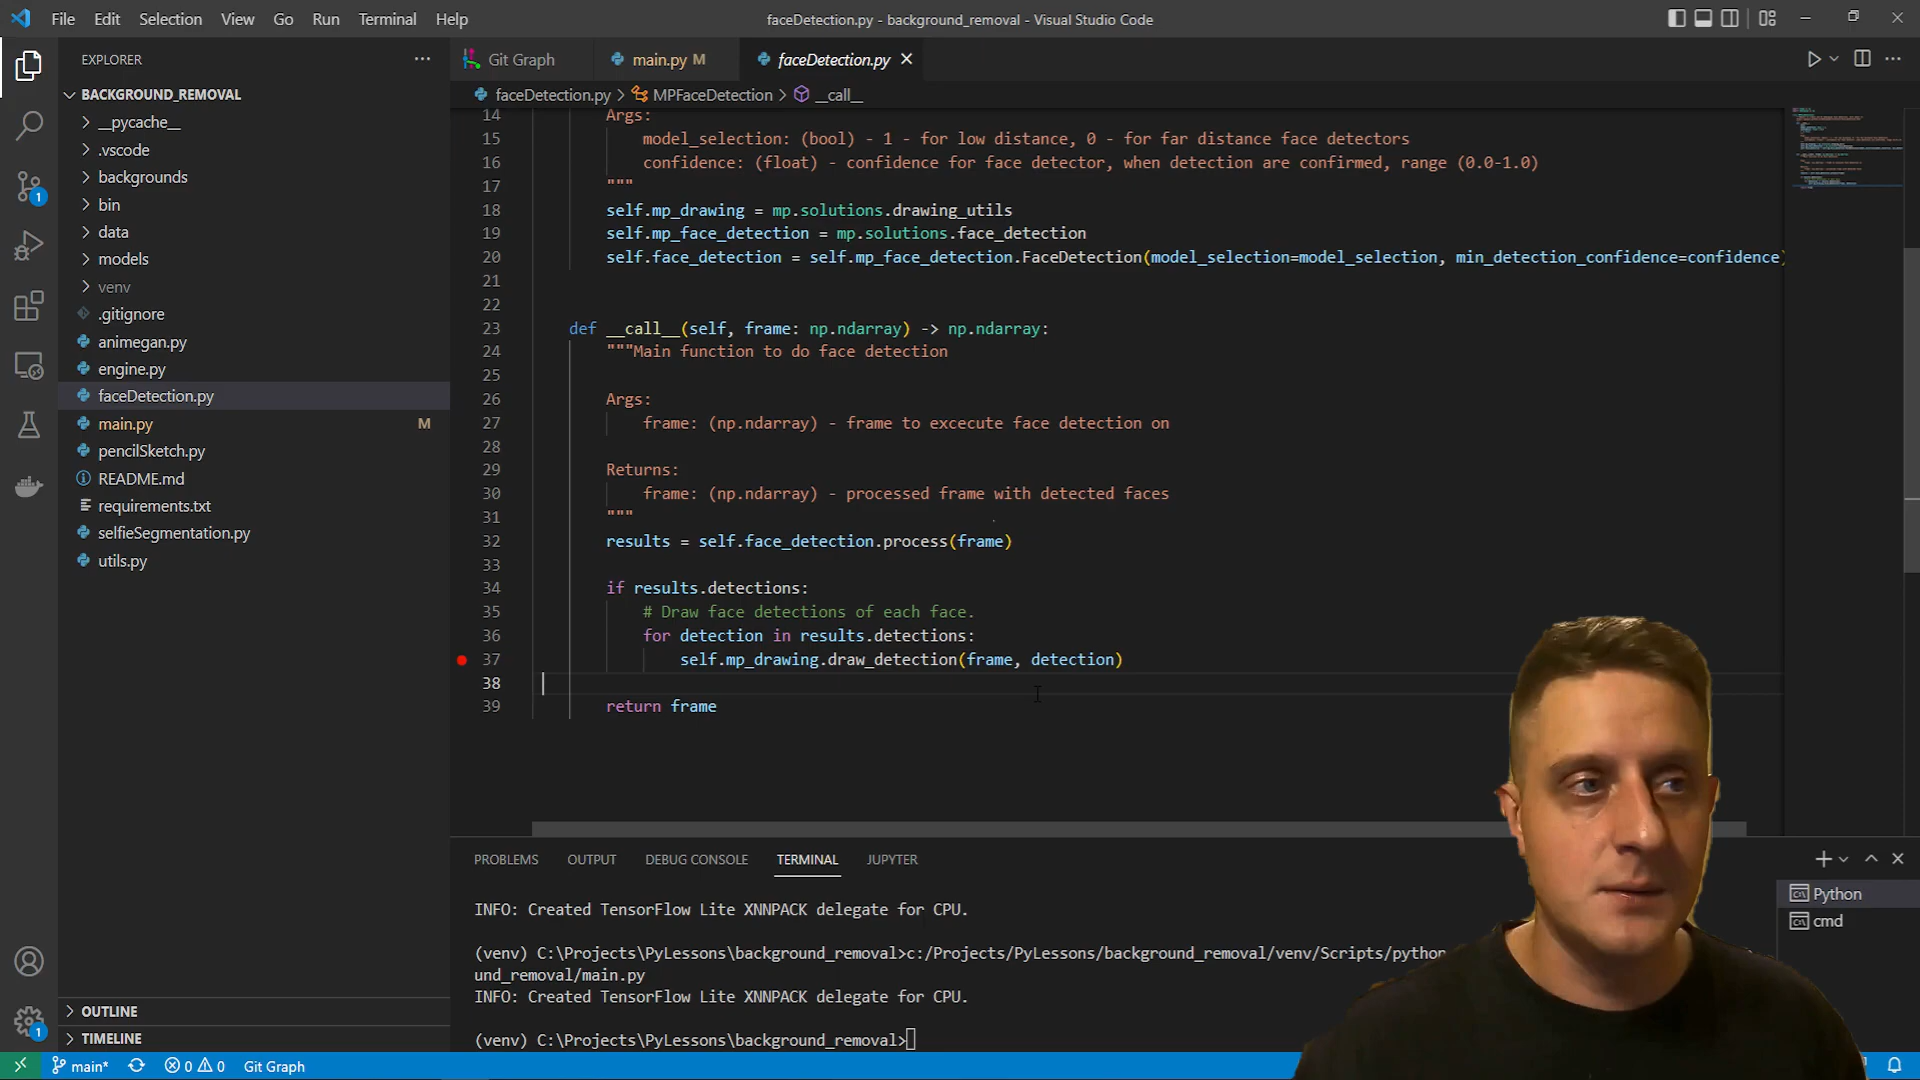 File Edit Selection View Go Run Terminal Help
faceDetection.py - background_removal - Visual Studio Code
EXPLORER
BACKGROUND_REMOVAL
__pycache__
.vscode
backgrounds
bin
data
models
venv
.gitignore
animegan.py
engine.py
faceDetection.py
main.py M
pencilSketch.py
README.md
requirements.txt
selfieSegmentation.py
utils.py
OUTLINE
TIMELINE
1
1
Git Graph
main.py M
faceDetection.py
faceDetection.py > MPFaceDetection > __call__
14 Args:
15 model_selection: (bool) - 1 - for low distance, 0 - for far distance face detectors
16 confidence: (float) - confidence for face detector, when detection are confirmed, range (0.0-1.0)
17 """
18 self.mp_drawing = mp.solutions.drawing_utils
19 self.mp_face_detection = mp.solutions.face_detection
20 self.face_detection = self.mp_face_detection.FaceDetection(model_selection=model_selection, min_detection_confidence=confidence)
21
22
23 def __call__(self, frame: np.ndarray) -> np.ndarray:
24 """Main function to do face detection
25
26 Args:
27 frame: (np.ndarray) - frame to excecute face detection on
28
29 Returns:
30 frame: (np.ndarray) - processed frame with detected faces
31 """
32 results = self.face_detection.process(frame)
33
34 if results.detections:
35 # Draw face detections of each face.
36 for detection in results.detections:
37 self.mp_drawing.draw_detection(frame, detection)
38
39 return frame
PROBLEMS OUTPUT DEBUG CONSOLE TERMINAL JUPYTER
INFO: Created TensorFlow Lite XNNPACK delegate for CPU.
(venv) C:\Projects\PyLessons\background_removal>c:/Projects/PyLessons/background_removal/venv/Scripts/python
und_removal/main.py
INFO: Created TensorFlow Lite XNNPACK delegate for CPU.
(venv) C:\Projects\PyLessons\background_removal>
Python
cmd
main* 0 0 Git Graph